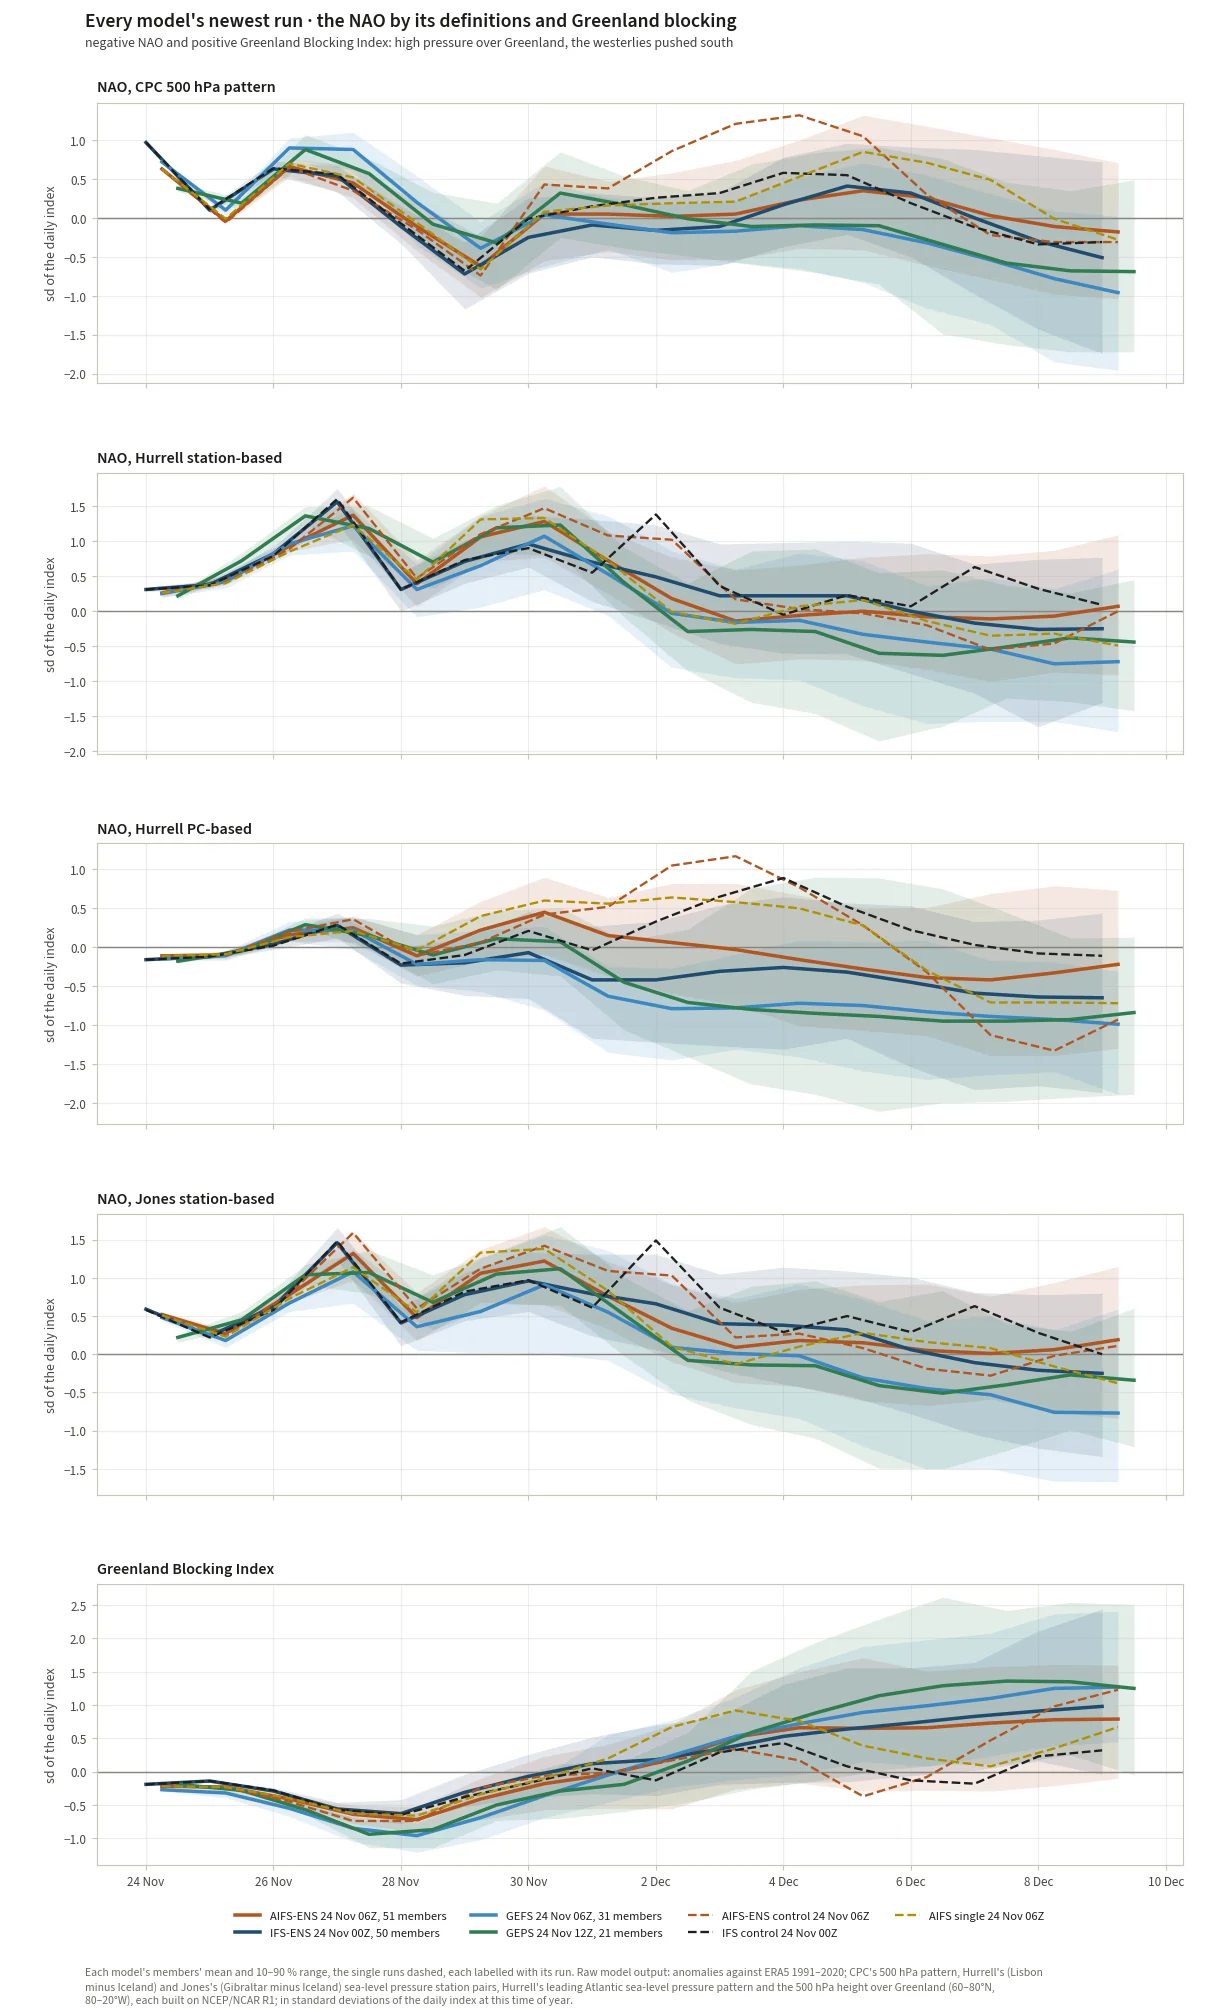 Every model's newest run · the NAO by its definitions and Greenland blocking
negative NAO and positive Greenland Blocking Index: high pressure over Greenland, the westerlies pushed south
NAO, CPC 500 hPa pattern
sd of the daily index
1.0
0.5
0.0
−0.5
−1.0
−1.5
−2.0
NAO, Hurrell station-based
sd of the daily index
1.5
1.0
0.5
0.0
−0.5
−1.0
−1.5
−2.0
NAO, Hurrell PC-based
sd of the daily index
1.0
0.5
0.0
−0.5
−1.0
−1.5
−2.0
NAO, Jones station-based
sd of the daily index
1.5
1.0
0.5
0.0
−0.5
−1.0
−1.5
Greenland Blocking Index
sd of the daily index
2.5
2.0
1.5
1.0
0.5
0.0
−0.5
−1.0
24 Nov 26 Nov 28 Nov 30 Nov 2 Dec 4 Dec 6 Dec 8 Dec 10 Dec
AIFS-ENS 24 Nov 06Z, 51 members GEFS 24 Nov 06Z, 31 members AIFS-ENS control 24 Nov 06Z AIFS single 24 Nov 06Z
IFS-ENS 24 Nov 00Z, 50 members GEPS 24 Nov 12Z, 21 members IFS control 24 Nov 00Z
Each model's members' mean and 10–90 % range, the single runs dashed, each labelled with its run. Raw model output: anomalies against ERA5 1991–2020; CPC's 500 hPa pattern, Hurrell's (Lisbon
minus Iceland) and Jones's (Gibraltar minus Iceland) sea-level pressure station pairs, Hurrell's leading Atlantic sea-level pressure pattern and the 500 hPa height over Greenland (60–80°N,
80–20°W), each built on NCEP/NCAR R1; in standard deviations of the daily index at this time of year.